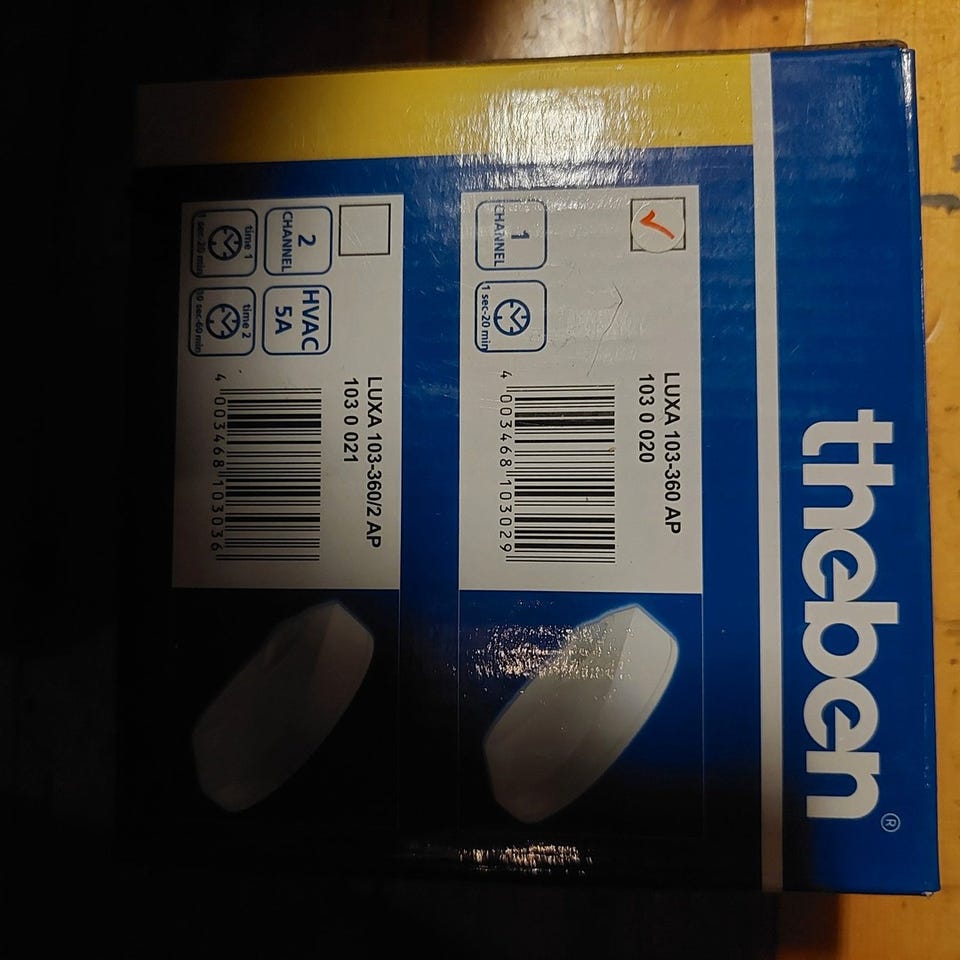 theben®
LUXA 103-360 AP
103 0 020
1
CHANNEL
1 sec-20 min
4 003468 103029
LUXA 103-360/2 AP
103 0 021
2
CHANNEL
HVAC
5A
time 1
1 sec-20 min
time 2
10 sec-60 min
4 003468 103036